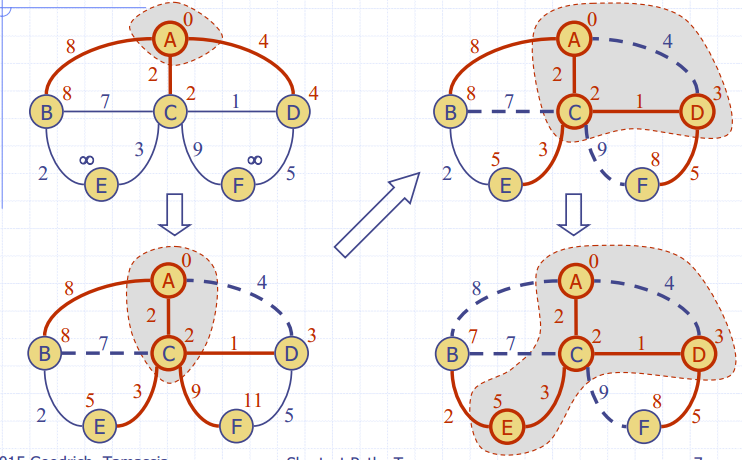 0 0
A A
8 4 8 4
2 2
8 2 4 8 2 3
B 7 C 1 D B 7 C 1 D
∞ 3 9 ∞ 5 3 9 8
2 E F 5 2 E F 5
0 0
A A
8 4 8 4
2 2
8 2 3 7 2 3
B 7 C 1 D B 7 C 1 D
5 3 9 11 5 3 9 8
2 E F 5 2 E F 5
015 Goodrich, Tamassia